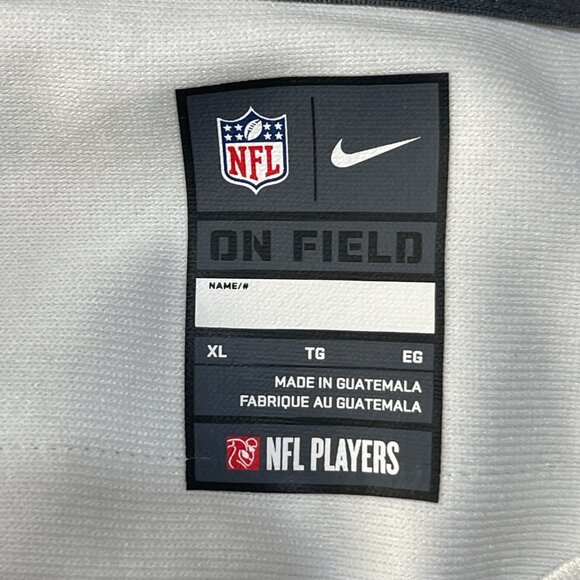 NFL
ON FIELD
NAME/#
XL TG EG
MADE IN GUATEMALA
FABRIQUE AU GUATEMALA
NFL PLAYERS